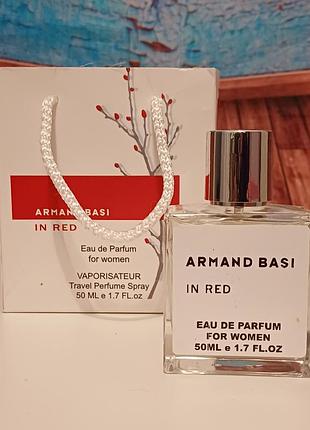 ARMAND BASI
IN RED
Eau de Parfum
for women
VAPORISATEUR
Travel Perfume Spray
50 ML e 1.7 FL.oz
ARMAND BASI
IN RED
EAU DE PARFUM
FOR WOMEN
50ML e 1.7 FL.OZ